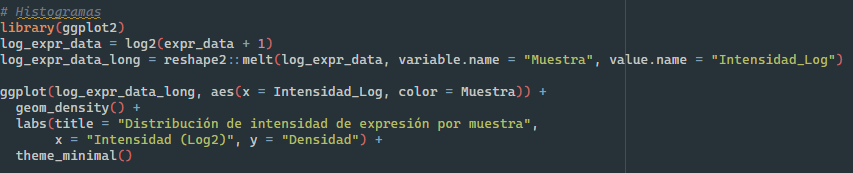 # Histogramas
library(ggplot2)
log_expr_data = log2(expr_data + 1)
log_expr_data_long = reshape2::melt(log_expr_data, variable.name = "Muestra", value.name = "Intensidad_Log")
ggplot(log_expr_data_long, aes(x = Intensidad_Log, color = Muestra)) +
  geom_density() +
  labs(title = "Distribución de intensidad de expresión por muestra",
       x = "Intensidad (Log2)", y = "Densidad") +
  theme_minimal()